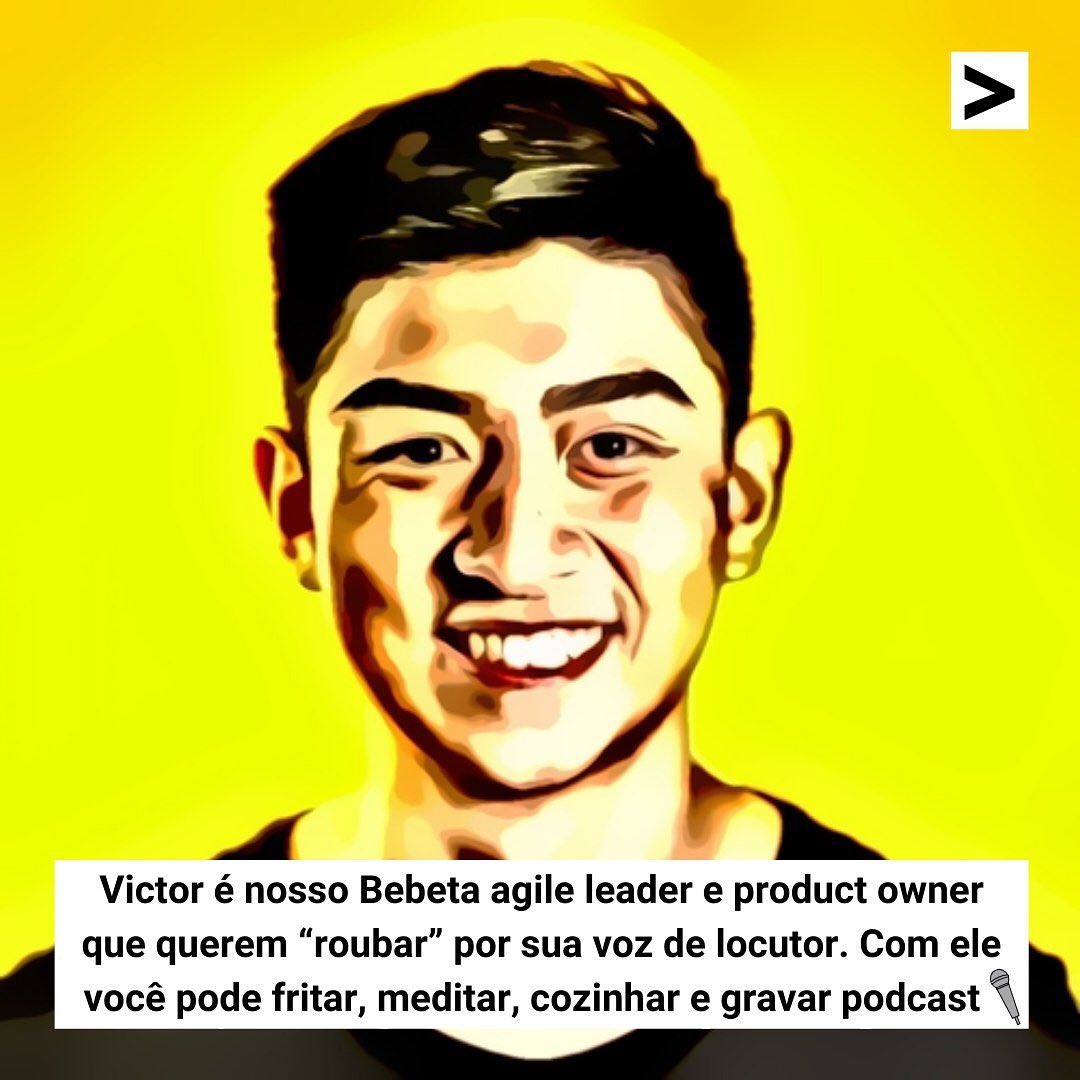 >
Victor é nosso Bebeta agile leader e product owner
que querem “roubar” por sua voz de locutor. Com ele
você pode fritar, meditar, cozinhar e gravar podcast🎤